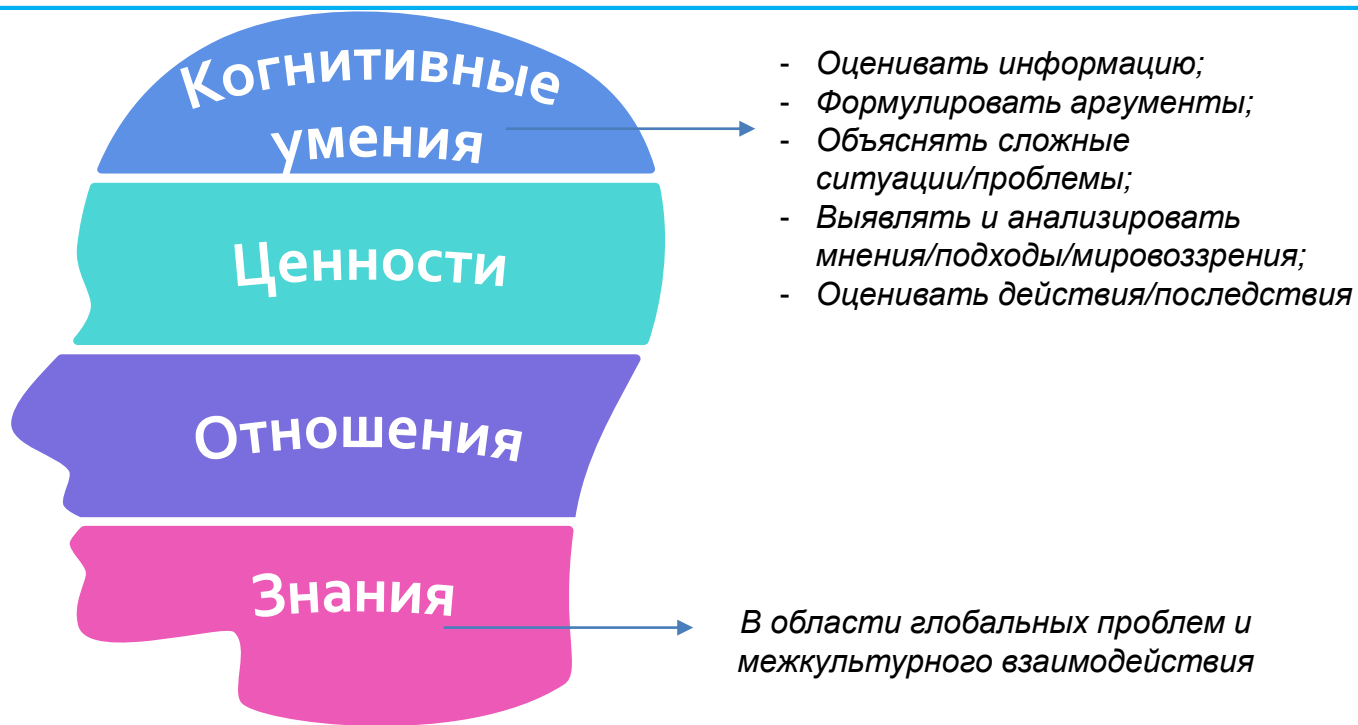 Когнитивные
умения
- Оценивать информацию;
- Формулировать аргументы;
- Объяснять сложные
ситуации/проблемы;
- Выявлять и анализировать
мнения/подходы/мировоззрения;
- Оценивать действия/последствия
Ценности
Отношения
Знания
В области глобальных проблем и
межкультурного взаимодействия